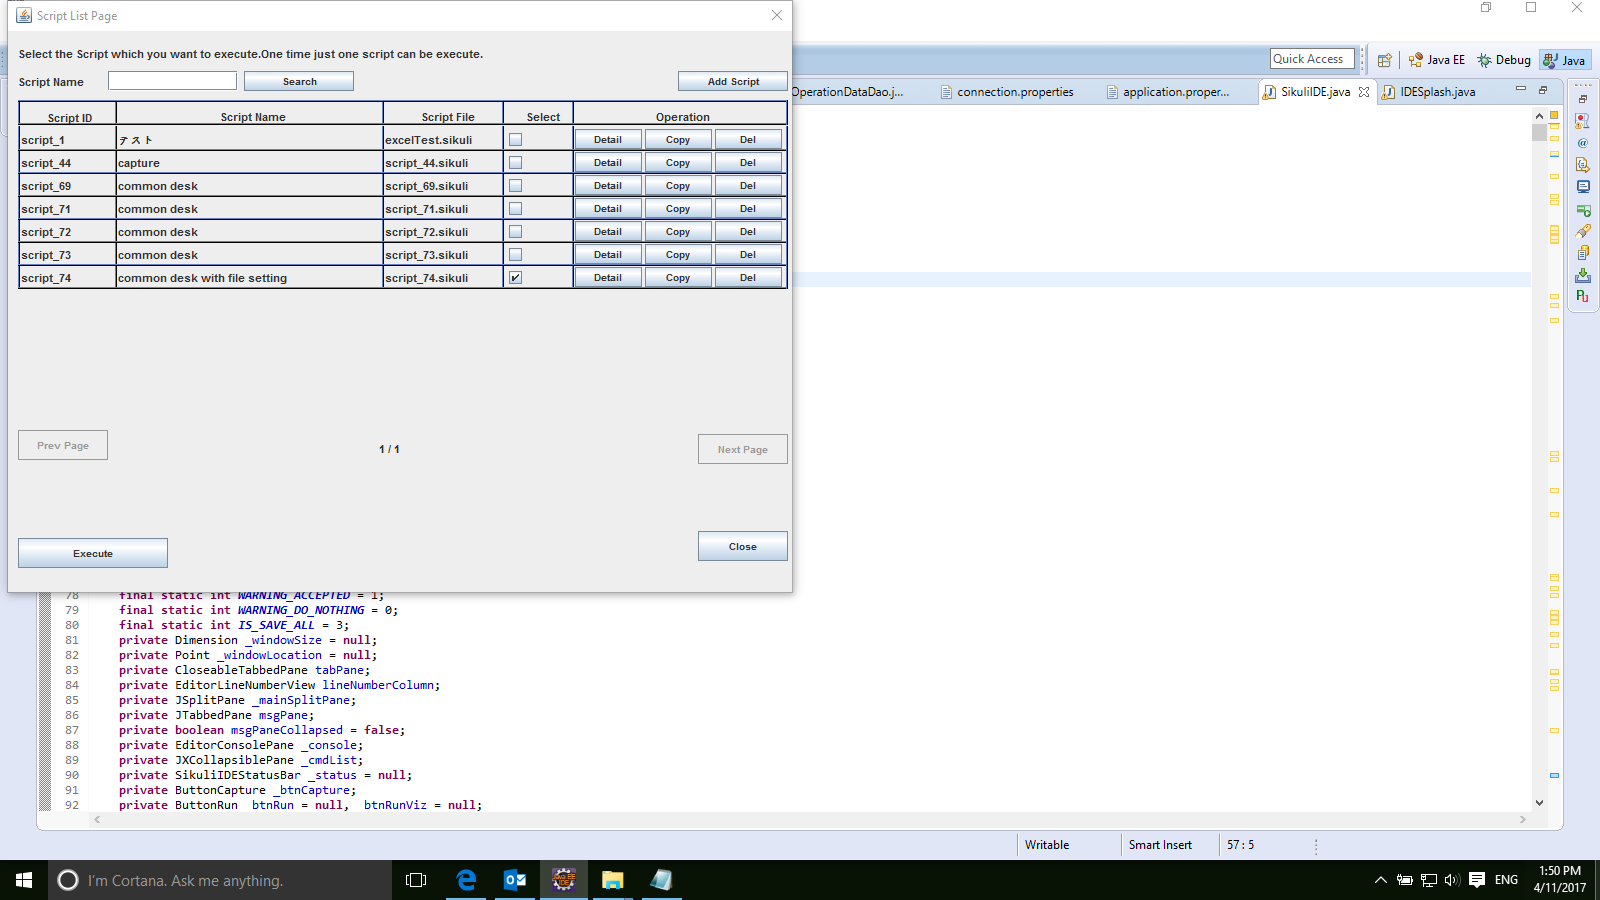 Script List Page
Select the Script which you want to execute.One time just one script can be execute.
Script Name Search Add Script
Script ID Script Name Script File Select Operation
script_1 テスト excelTest.sikuli Detail Copy Del
script_44 capture script_44.sikuli Detail Copy Del
script_69 common desk script_69.sikuli Detail Copy Del
script_71 common desk script_71.sikuli Detail Copy Del
script_72 common desk script_72.sikuli Detail Copy Del
script_73 common desk script_73.sikuli Detail Copy Del
script_74 common desk with file setting script_74.sikuli Detail Copy Del
Prev Page 1 / 1 Next Page
Execute Close
Quick Access Java EE Debug Java
OperationDataDao.j... connection.properties application.proper... SikuliIDE.java IDESplash.java
78 final static int WARNING_ACCEPTED = 1;
79 final static int WARNING_DO_NOTHING = 0;
80 final static int IS_SAVE_ALL = 3;
81 private Dimension _windowSize = null;
82 private Point _windowLocation = null;
83 private CloseableTabbedPane tabPane;
84 private EditorLineNumberView lineNumberColumn;
85 private JSplitPane _mainSplitPane;
86 private JTabbedPane msgPane;
87 private boolean msgPaneCollapsed = false;
88 private EditorConsolePane _console;
89 private JXCollapsiblePane _cmdList;
90 private SikuliIDEStatusBar _status = null;
91 private ButtonCapture _btnCapture;
92 private ButtonRun _btnRun = null, _btnRunViz = null;
Writable Smart Insert 57 : 5
I'm Cortana. Ask me anything.
ENG 1:50 PM
4/11/2017